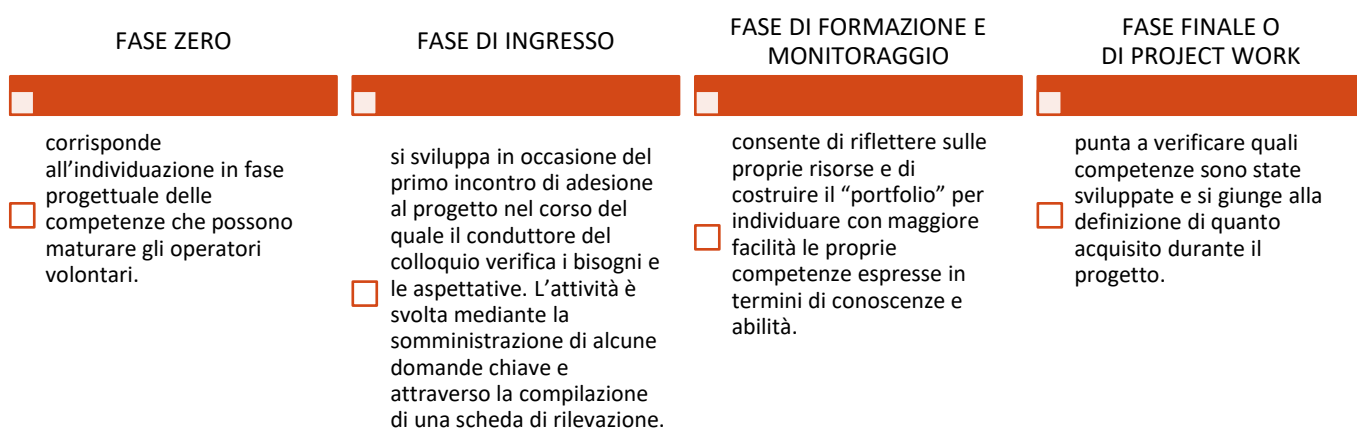 FASE ZERO
corrisponde
all’individuazione in fase
progettuale delle
competenze che possono
maturare gli operatori
volontari.
FASE DI INGRESSO
si sviluppa in occasione del
primo incontro di adesione
al progetto nel corso del
quale il conduttore del
colloquio verifica i bisogni e
le aspettative. L’attività è
svolta mediante la
somministrazione di alcune
domande chiave e
attraverso la compilazione
di una scheda di rilevazione.
FASE DI FORMAZIONE E
MONITORAGGIO
consente di riflettere sulle
proprie risorse e di
costruire il “portfolio” per
individuare con maggiore
facilità le proprie
competenze espresse in
termini di conoscenze e
abilità.
FASE FINALE O
DI PROJECT WORK
punta a verificare quali
competenze sono state
sviluppate e si giunge alla
definizione di quanto
acquisito durante il
progetto.